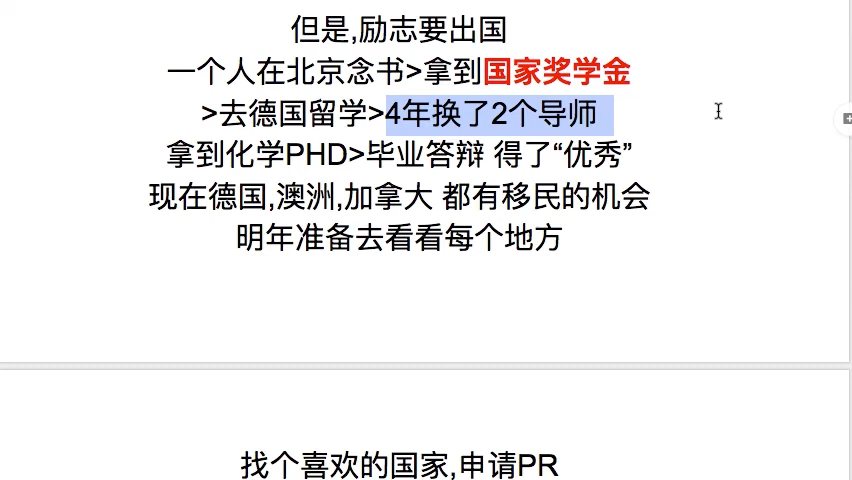 但是,励志要出国
一个人在北京念书>拿到国家奖学金
>去德国留学>4年换了2个导师
拿到化学PHD>毕业答辩 得了“优秀”
现在德国,澳洲,加拿大 都有移民的机会
明年准备去看看每个地方
找个喜欢的国家,申请PR